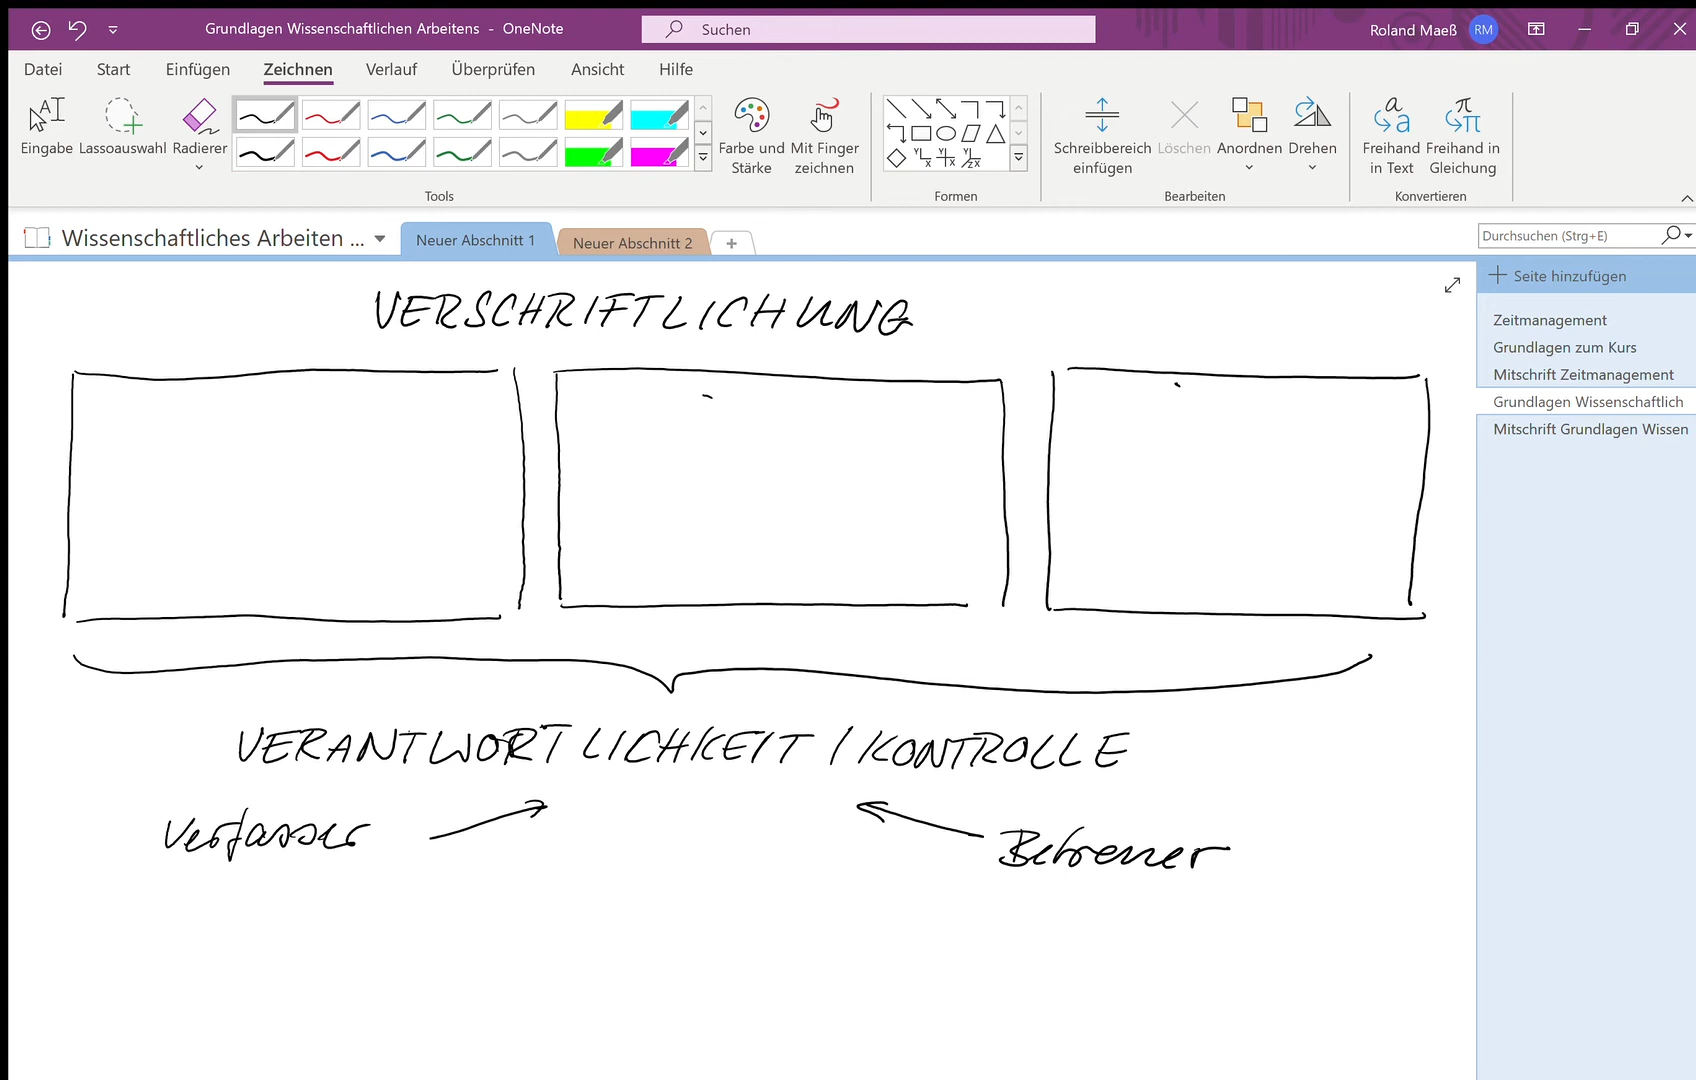 Grundlagen Wissenschaftlichen Arbeitens - OneNote
Suchen
Roland Maeß
RM
Datei Start Einfügen Zeichnen Verlauf Überprüfen Ansicht Hilfe
Eingabe Lassoauswahl Radierer
Farbe und Stärke
Mit Finger zeichnen
Schreibbereich einfügen
Löschen Anordnen Drehen
Freihand in Text
Freihand in Gleichung
Tools Formen Bearbeiten Konvertieren
Wissenschaftliches Arbeiten ...
Neuer Abschnitt 1
Neuer Abschnitt 2
Durchsuchen (Strg+E)
Seite hinzufügen
Zeitmanagement
Grundlagen zum Kurs
Mitschrift Zeitmanagement
Grundlagen Wissenschaftlich
Mitschrift Grundlagen Wissen
VERSCHRIFTLICHUNG
VERANTWORTLICHKEIT / KONTROLLE
Verfasser
Betreuer